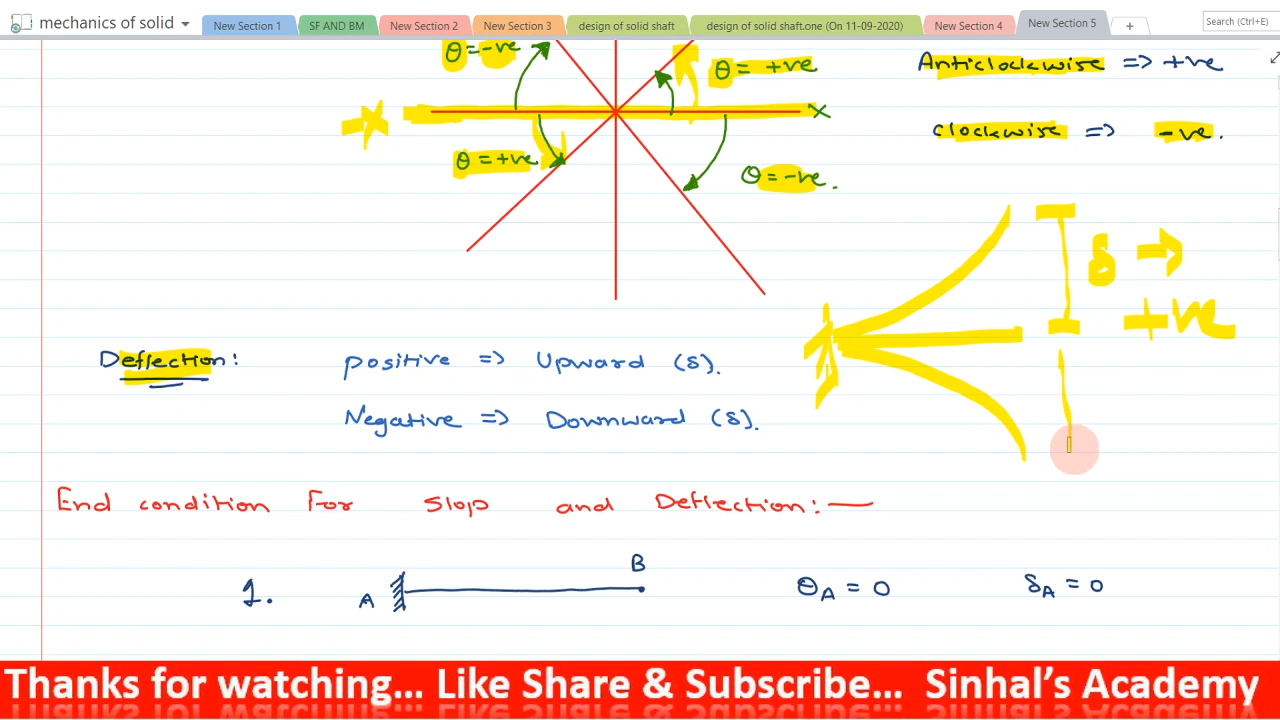 mechanics of solid
New Section 1 SF AND BM New Section 2 New Section 3 design of solid shaft design of solid shaft.one (On 11-09-2020) New Section 4 New Section 5 +
Search (Ctrl+E)
θ = -ve
θ = +ve
Anticlockwise => +ve
-x
x
clockwise => -ve.
θ = +ve
θ = -ve.
δ →
+ve
Deflection: positive => Upward (δ).
Negative => Downward (δ).
End condition For Slop and Deflection: —
1. A B θA = 0 δA = 0
Thanks for watching... Like Share & Subscribe... Sinhal's Academy